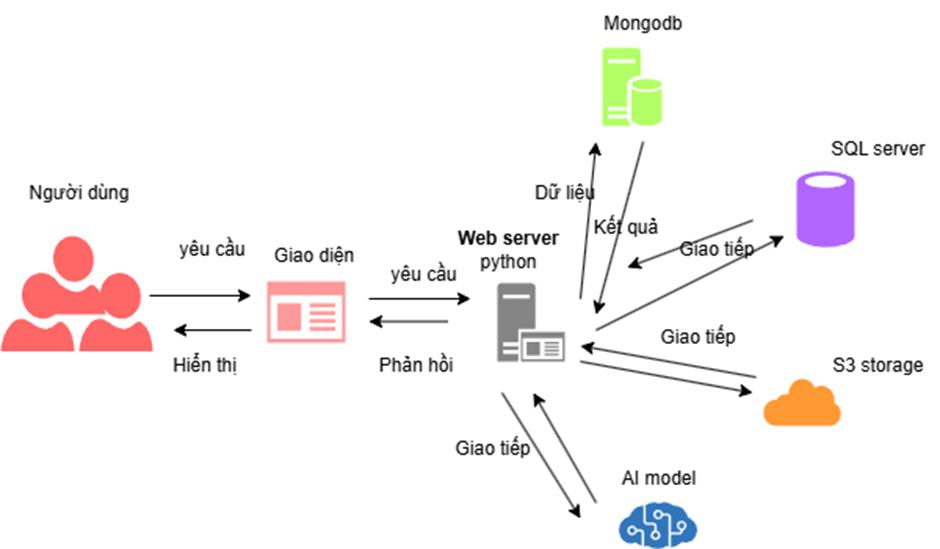 Mongodb
SQL server
Người dùng
Dữ liệu
Kết quả
Giao tiếp
yêu cầu
Giao diện
Web server
python
yêu cầu
Giao tiếp
Hiển thị
Phản hồi
S3 storage
Giao tiếp
AI model